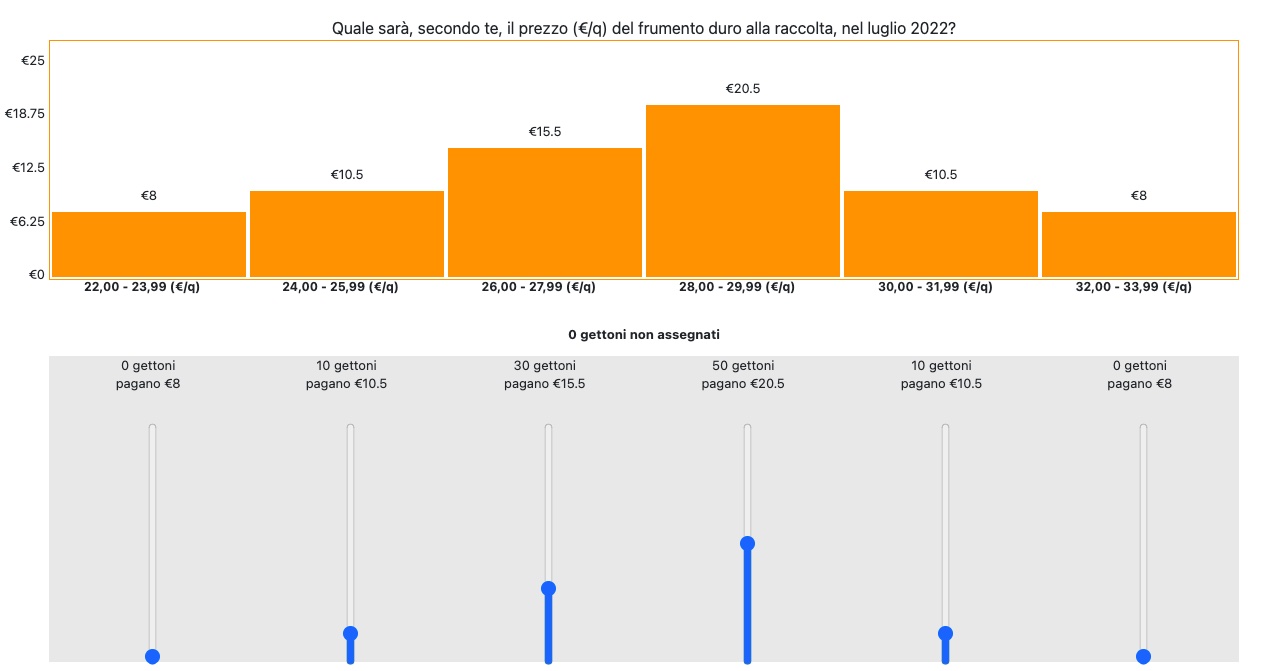 Quale sarà, secondo te, il prezzo (€/q) del frumento duro alla raccolta, nel luglio 2022?
€25
€18.75
€12.5
€6.25
€0
€8
€10.5
€15.5
€20.5
€10.5
€8
22,00 - 23,99 (€/q)
24,00 - 25,99 (€/q)
26,00 - 27,99 (€/q)
28,00 - 29,99 (€/q)
30,00 - 31,99 (€/q)
32,00 - 33,99 (€/q)
0 gettoni non assegnati
0 gettoni
pagano €8
10 gettoni
pagano €10.5
30 gettoni
pagano €15.5
50 gettoni
pagano €20.5
10 gettoni
pagano €10.5
0 gettoni
pagano €8